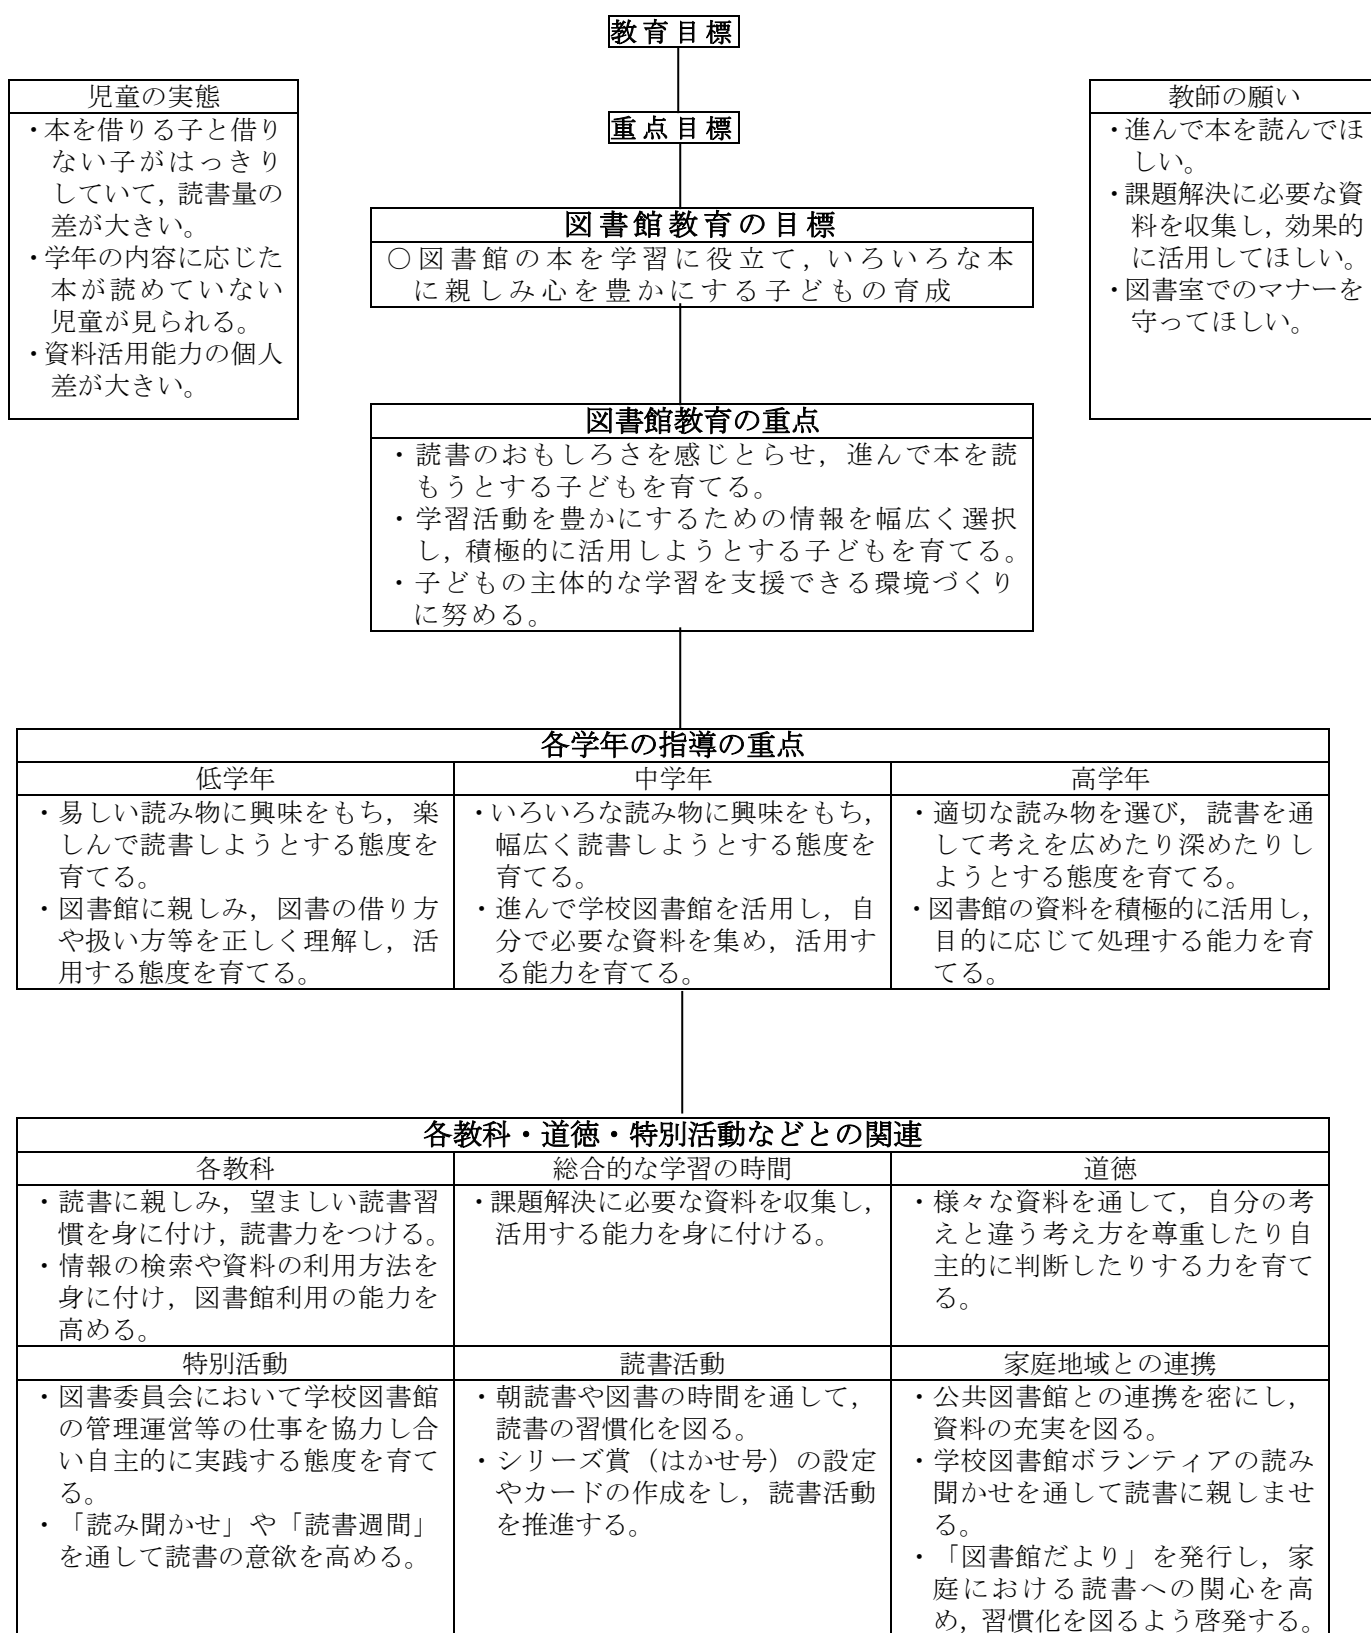 教育目標
重点目標
児童の実態
・本を借りる子と借り
ない子がはっきり
していて，読書量の
差が大きい。
・学年の内容に応じた
本が読めていない
児童が見られる。
・資料活用能力の個人
差が大きい。
図書館教育の目標
○図書館の本を学習に役立て，いろいろな本
に親しみ心を豊かにする子どもの育成
教師の願い
・進んで本を読んでほ
しい。
・課題解決に必要な資
料を収集し，効果的
に活用してほしい。
・図書室でのマナーを
守ってほしい。
図書館教育の重点
・読書のおもしろさを感じとらせ，進んで本を読
もうとする子どもを育てる。
・学習活動を豊かにするための情報を幅広く選択
し，積極的に活用しようとする子どもを育てる。
・子どもの主体的な学習を支援できる環境づくり
に努める。
各学年の指導の重点
低学年
・易しい読み物に興味をもち，楽
しんで読書しようとする態度を
育てる。
・図書館に親しみ，図書の借り方
や扱い方等を正しく理解し，活
用する態度を育てる。
中学年
・いろいろな読み物に興味をもち，
幅広く読書しようとする態度を
育てる。
・進んで学校図書館を活用し，自
分で必要な資料を集め，活用す
る能力を育てる。
高学年
・適切な読み物を選び，読書を通
して考えを広めたり深めたりし
ようとする態度を育てる。
・図書館の資料を積極的に活用し，
目的に応じて処理する能力を育
てる。
各教科・道徳・特別活動などとの関連
各教科
・読書に親しみ，望ましい読書習
慣を身に付け，読書力をつける。
・情報の検索や資料の利用方法を
身に付け，図書館利用の能力を
高める。
総合的な学習の時間
・課題解決に必要な資料を収集し，
活用する能力を身に付ける。
道徳
・様々な資料を通して，自分の考
えと違う考え方を尊重したり自
主的に判断したりする力を育て
る。
特別活動
・図書委員会において学校図書館
の管理運営等の仕事を協力し合
い自主的に実践する態度を育て
る。
・「読み聞かせ」や「読書週間」
を通して読書の意欲を高める。
読書活動
・朝読書や図書の時間を通して，
読書の習慣化を図る。
・シリーズ賞（はかせ号）の設定
やカードの作成をし，読書活動
を推進する。
家庭地域との連携
・公共図書館との連携を密にし，
資料の充実を図る。
・学校図書館ボランティアの読み
聞かせを通して読書に親しませ
る。
・「図書館だより」を発行し，家
庭における読書への関心を高
め，習慣化を図るよう啓発する。